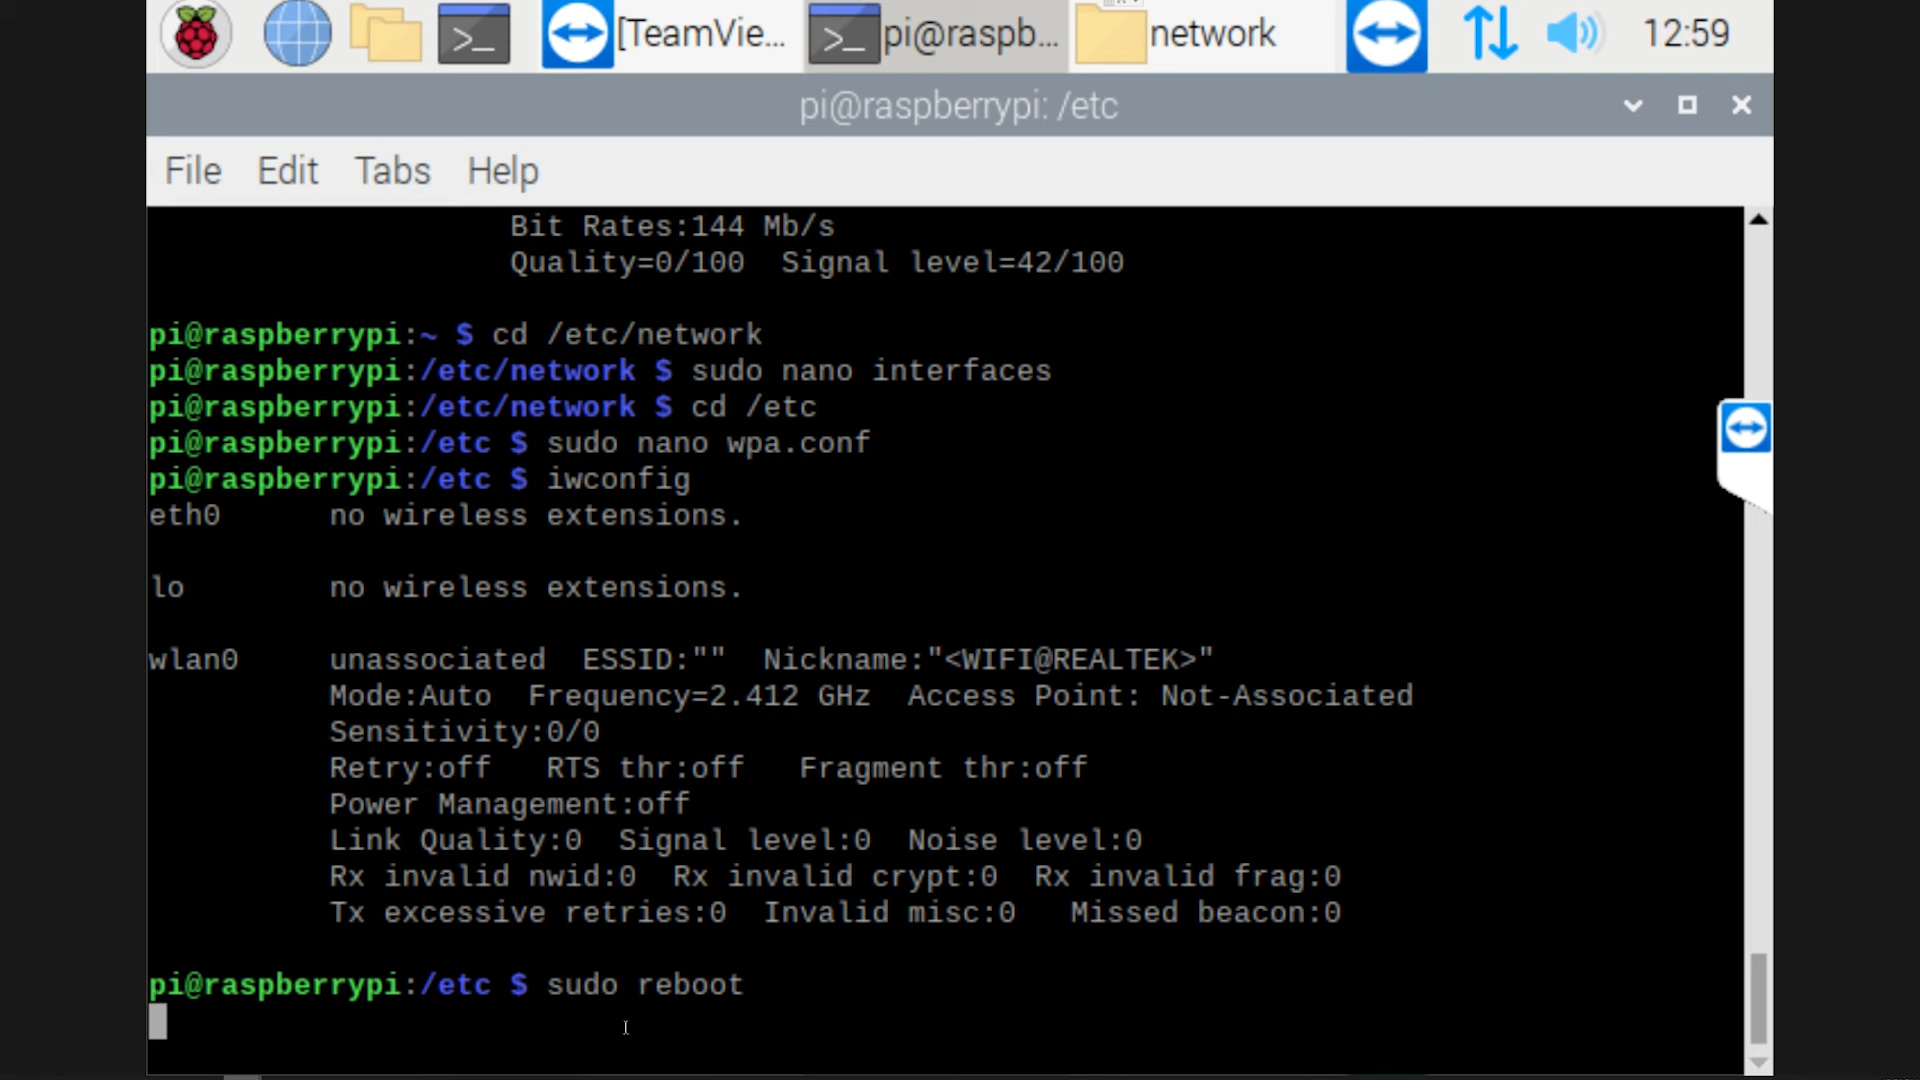 [TeamVie... pi@raspb... network 12:59
pi@raspberrypi: /etc
File Edit Tabs Help
Bit Rates:144 Mb/s
Quality=0/100  Signal level=42/100
pi@raspberrypi:~ $ cd /etc/network
pi@raspberrypi:/etc/network $ sudo nano interfaces
pi@raspberrypi:/etc/network $ cd /etc
pi@raspberrypi:/etc $ sudo nano wpa.conf
pi@raspberrypi:/etc $ iwconfig
eth0      no wireless extensions.
lo        no wireless extensions.
wlan0     unassociated  ESSID:""  Nickname:"<WIFI@REALTEK>"
Mode:Auto  Frequency=2.412 GHz  Access Point: Not-Associated
Sensitivity:0/0
Retry:off   RTS thr:off   Fragment thr:off
Power Management:off
Link Quality:0  Signal level:0  Noise level:0
Rx invalid nwid:0  Rx invalid crypt:0  Rx invalid frag:0
Tx excessive retries:0  Invalid misc:0   Missed beacon:0
pi@raspberrypi:/etc $ sudo reboot